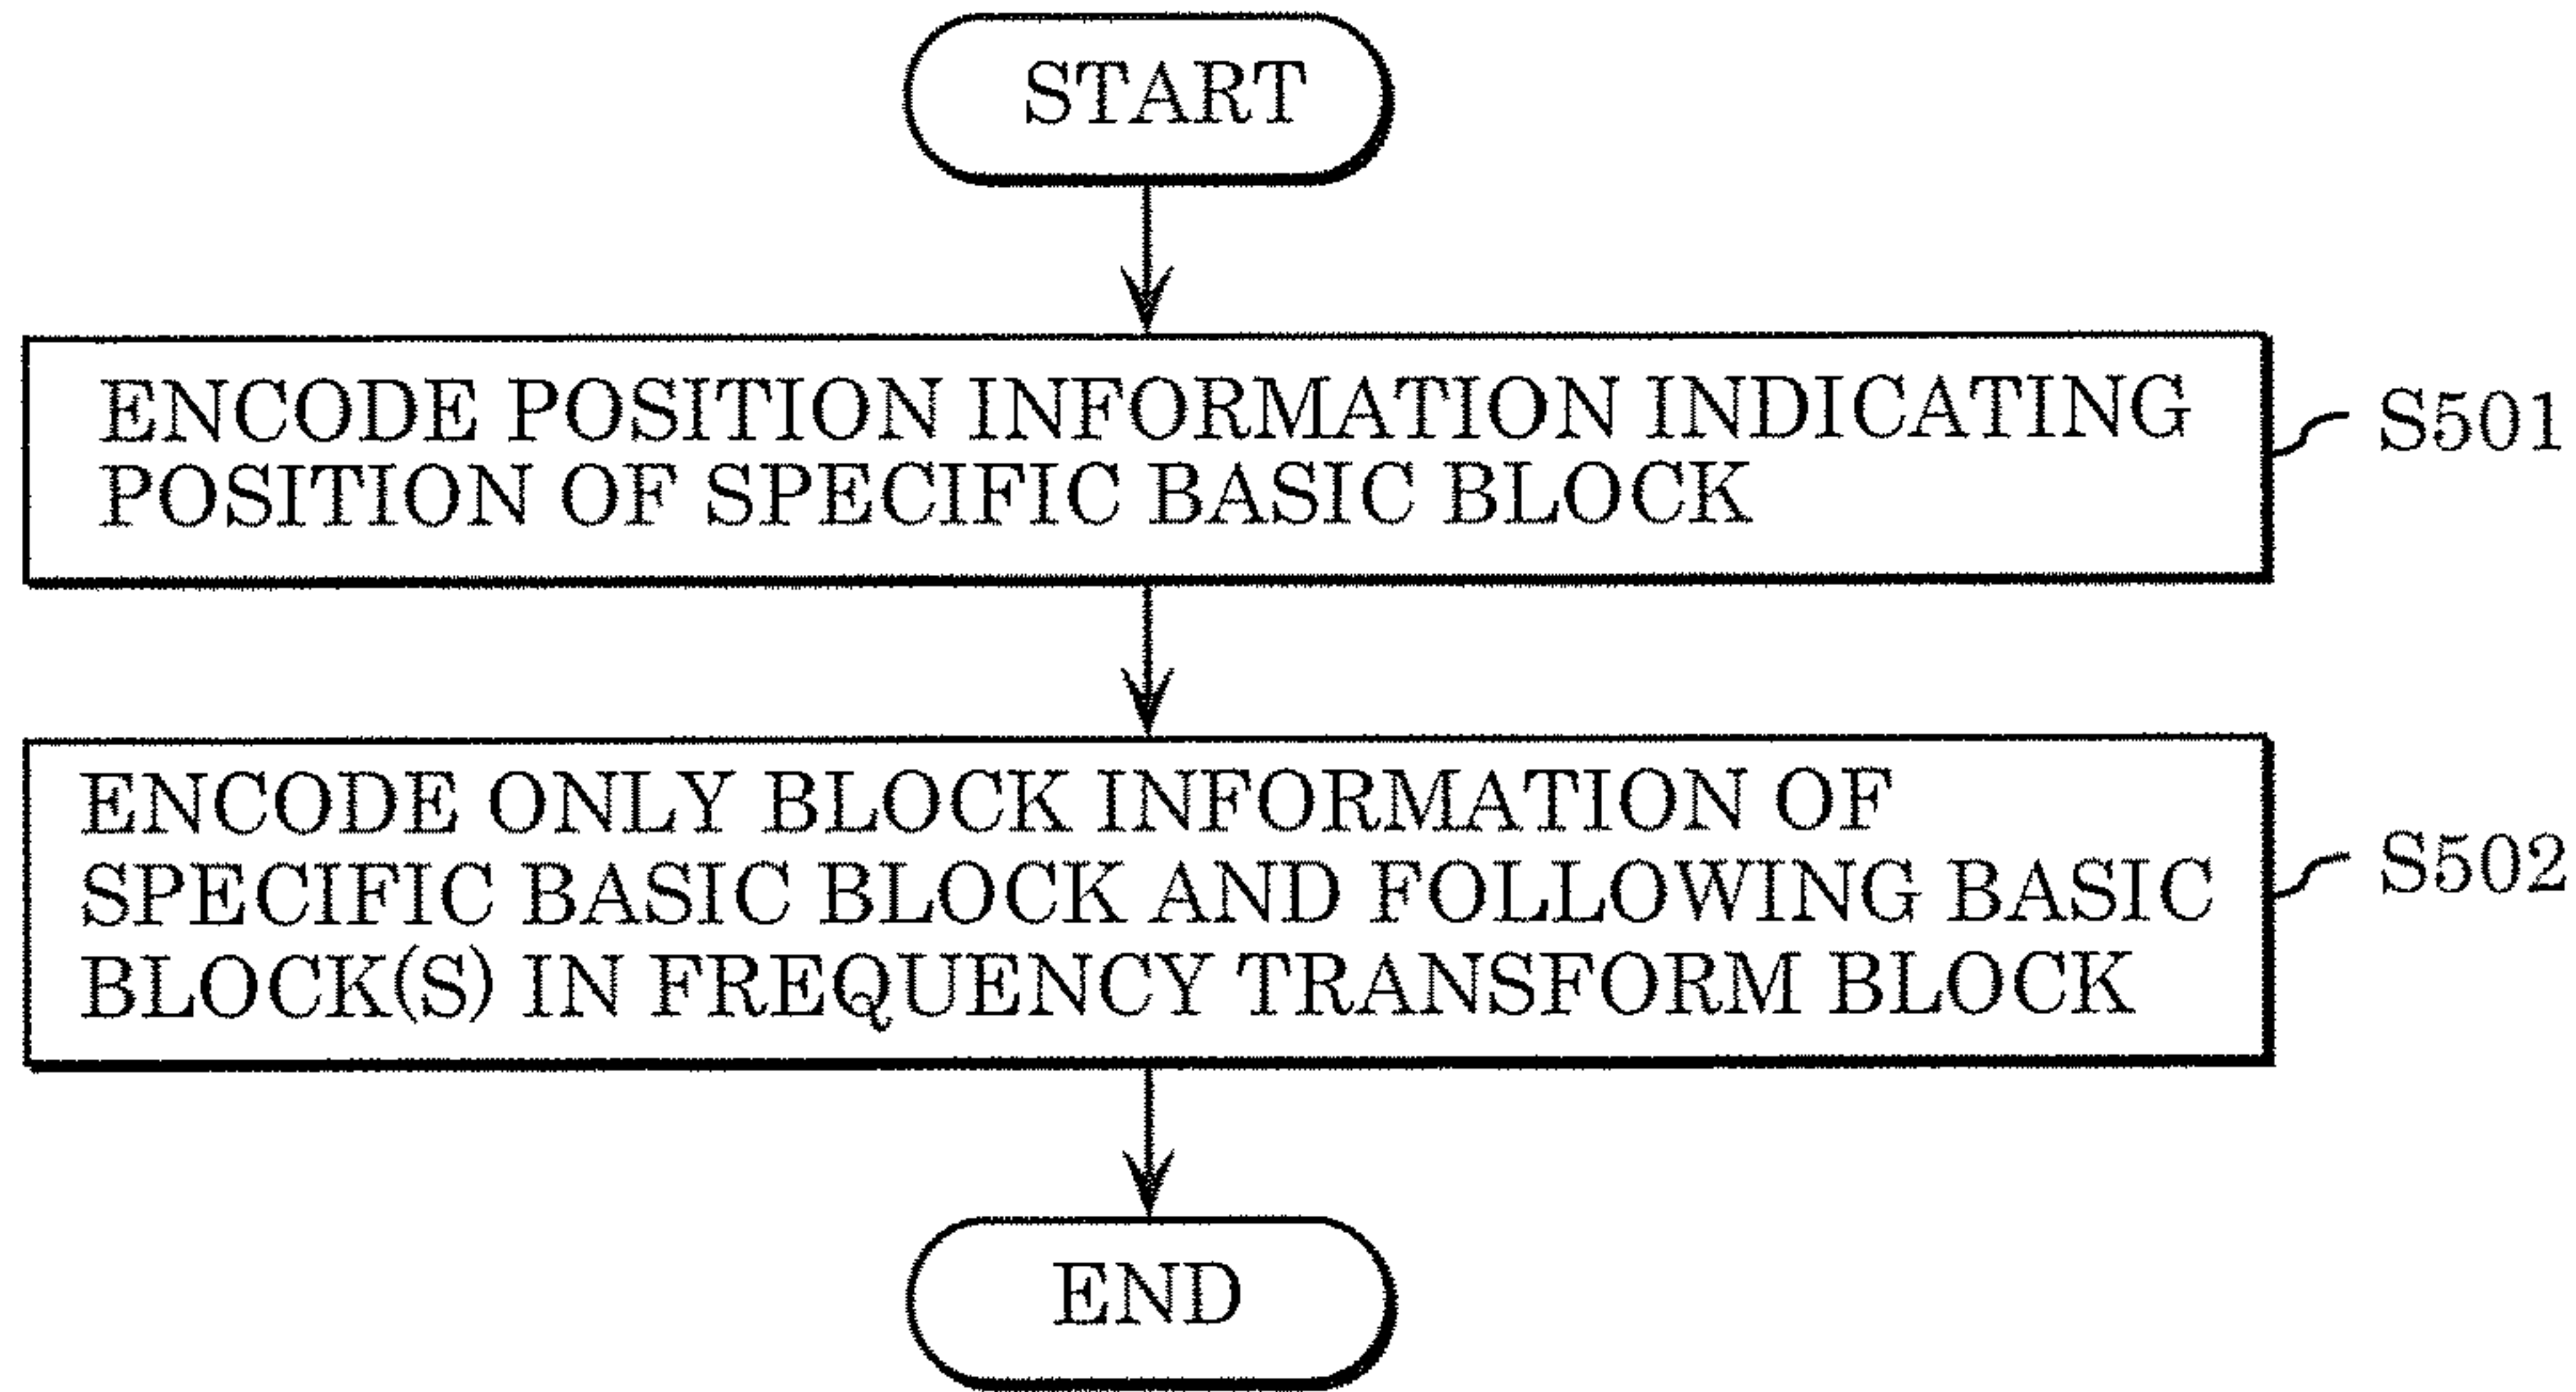 START
ENCODE POSITION INFORMATION INDICATING
POSITION OF SPECIFIC BASIC BLOCK
S501
ENCODE ONLY BLOCK INFORMATION OF
SPECIFIC BASIC BLOCK AND FOLLOWING BASIC
BLOCK(S) IN FREQUENCY TRANSFORM BLOCK
S502
END